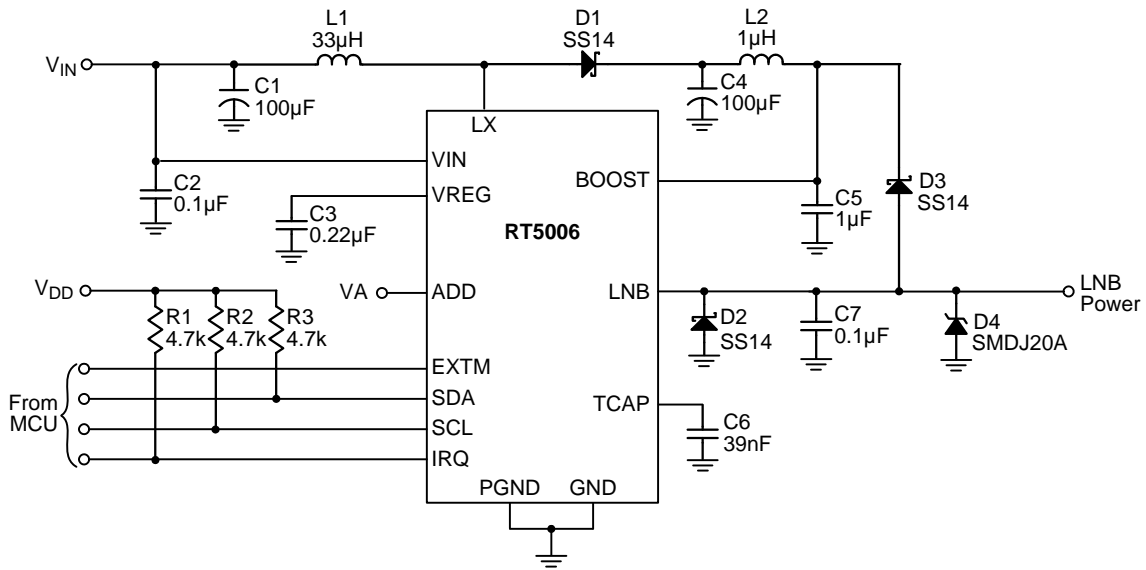 L1
33µH
D1
SS14
L2
1µH
VIN
C1
100µF
C4
100µF
LX
VIN
C2
0.1µF
VREG
C3
0.22µF
BOOST
D3
SS14
C5
1µF
RT5006
VDD
VA
ADD
LNB
LNB
Power
R1
4.7k
R2
4.7k
R3
4.7k
D2
SS14
C7
0.1µF
D4
SMDJ20A
From
MCU
EXTM
SDA
SCL
IRQ
TCAP
C6
39nF
PGND
GND